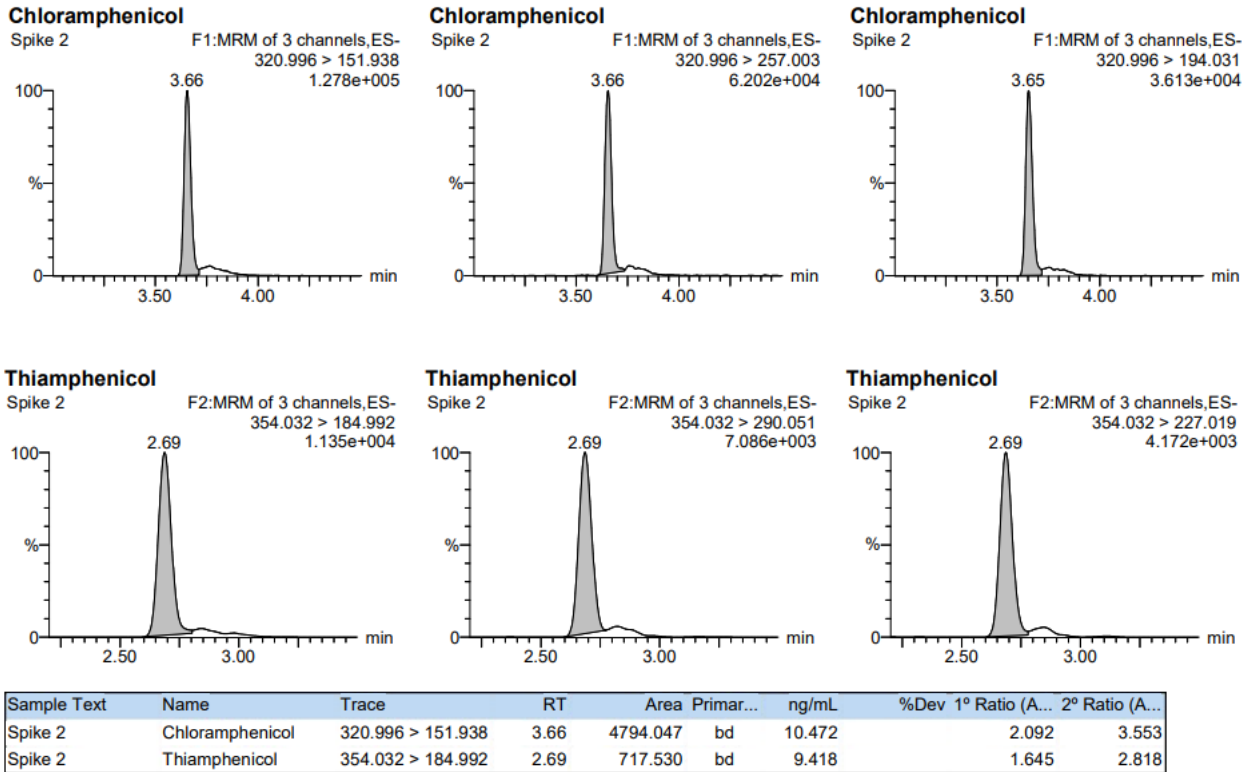 Chloramphenicol
Spike 2 F1:MRM of 3 channels,ES-
320.996 > 151.938
3.66 1.278e+005
100
%
0 min
3.50 4.00
Chloramphenicol
Spike 2 F1:MRM of 3 channels,ES-
320.996 > 257.003
3.66 6.202e+004
100
%
0 min
3.50 4.00
Chloramphenicol
Spike 2 F1:MRM of 3 channels,ES-
320.996 > 194.031
3.65 3.613e+004
100
%
0 min
3.50 4.00
Thiamphenicol
Spike 2 F2:MRM of 3 channels,ES-
354.032 > 184.992
2.69 1.135e+004
100
%
0 min
2.50 3.00
Thiamphenicol
Spike 2 F2:MRM of 3 channels,ES-
354.032 > 290.051
2.69 7.086e+003
100
%
0 min
2.50 3.00
Thiamphenicol
Spike 2 F2:MRM of 3 channels,ES-
354.032 > 227.019
2.69 4.172e+003
100
%
0 min
2.50 3.00
Sample Text Name Trace RT Area Primar... ng/mL %Dev 1º Ratio (A... 2º Ratio (A...
Spike 2 Chloramphenicol 320.996 > 151.938 3.66 4794.047 bd 10.472 2.092 3.553
Spike 2 Thiamphenicol 354.032 > 184.992 2.69 717.530 bd 9.418 1.645 2.818